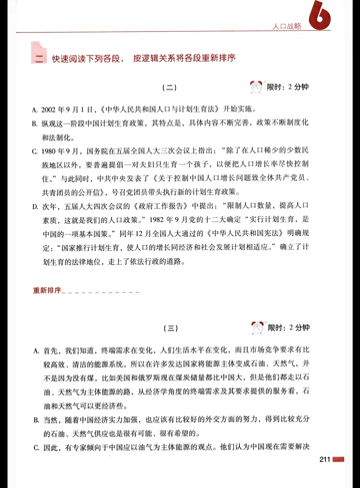 人口战略
6
二 快速阅读下列各段， 按逻辑关系将各段重新排序
（二）
限时：2 分钟
A. 2002 年 9 月 1 日，《中华人民共和国人口与计划生育法》开始实施。
B. 纵观这一阶段中国计划生育政策，其特点是，具体内容不断完善，政策不断制度化
和法制化。
C. 1980 年 9 月，国务院在五届全国人大三次会议上指出：“除了在人口稀少的少数民
族地区以外，要普遍提倡一对夫妇只生育一个孩子，以便把人口增长率尽快控制
住。”与此同时，中共中央发表了《关于控制中国人口增长问题致全体共产党员、
共青团员的公开信》，号召党团员带头执行新的计划生育政策。
D. 次年，五届人大四次会议的《政府工作报告》中提出：“限制人口数量，提高人口
素质，这就是我们的人口政策。”1982 年 9 月党的十二大确定“实行计划生育，是
中国的一项基本国策。”同年 12 月全国人大通过的《中华人民共和国宪法》明确规
定：“国家推行计划生育，使人口的增长同经济和社会发展计划相适应。”确立了计
划生育的法律地位，走上了依法行政的道路。
重新排序_ _ _ _ _ _ _ _ _ _ _
（三）
限时：2 分钟
A. 首先，我们知道，终端需求在变化，人们生活水平在变化，而且市场竞争要求有比
较高效、清洁的能源系统。所以在许多发达国家将能源主体变成石油、天然气，并
不是因为没有煤，比如美国和俄罗斯现在煤炭储量都比中国大，但是他们都走以石
油、天然气为主体能源的路，从经济学角度的终端需求及其要求提供的服务看，石
油和天然气可以更经济些。
B. 当然，随着中国经济实力加强，也应该有比较好的外交方面的努力，得到比较充分
的石油、天然气供应也是很有可能、很有希望的。
C. 因此，有专家倾向于中国应以油气为主体能源的观点。他们认为中国现在需要解决
211